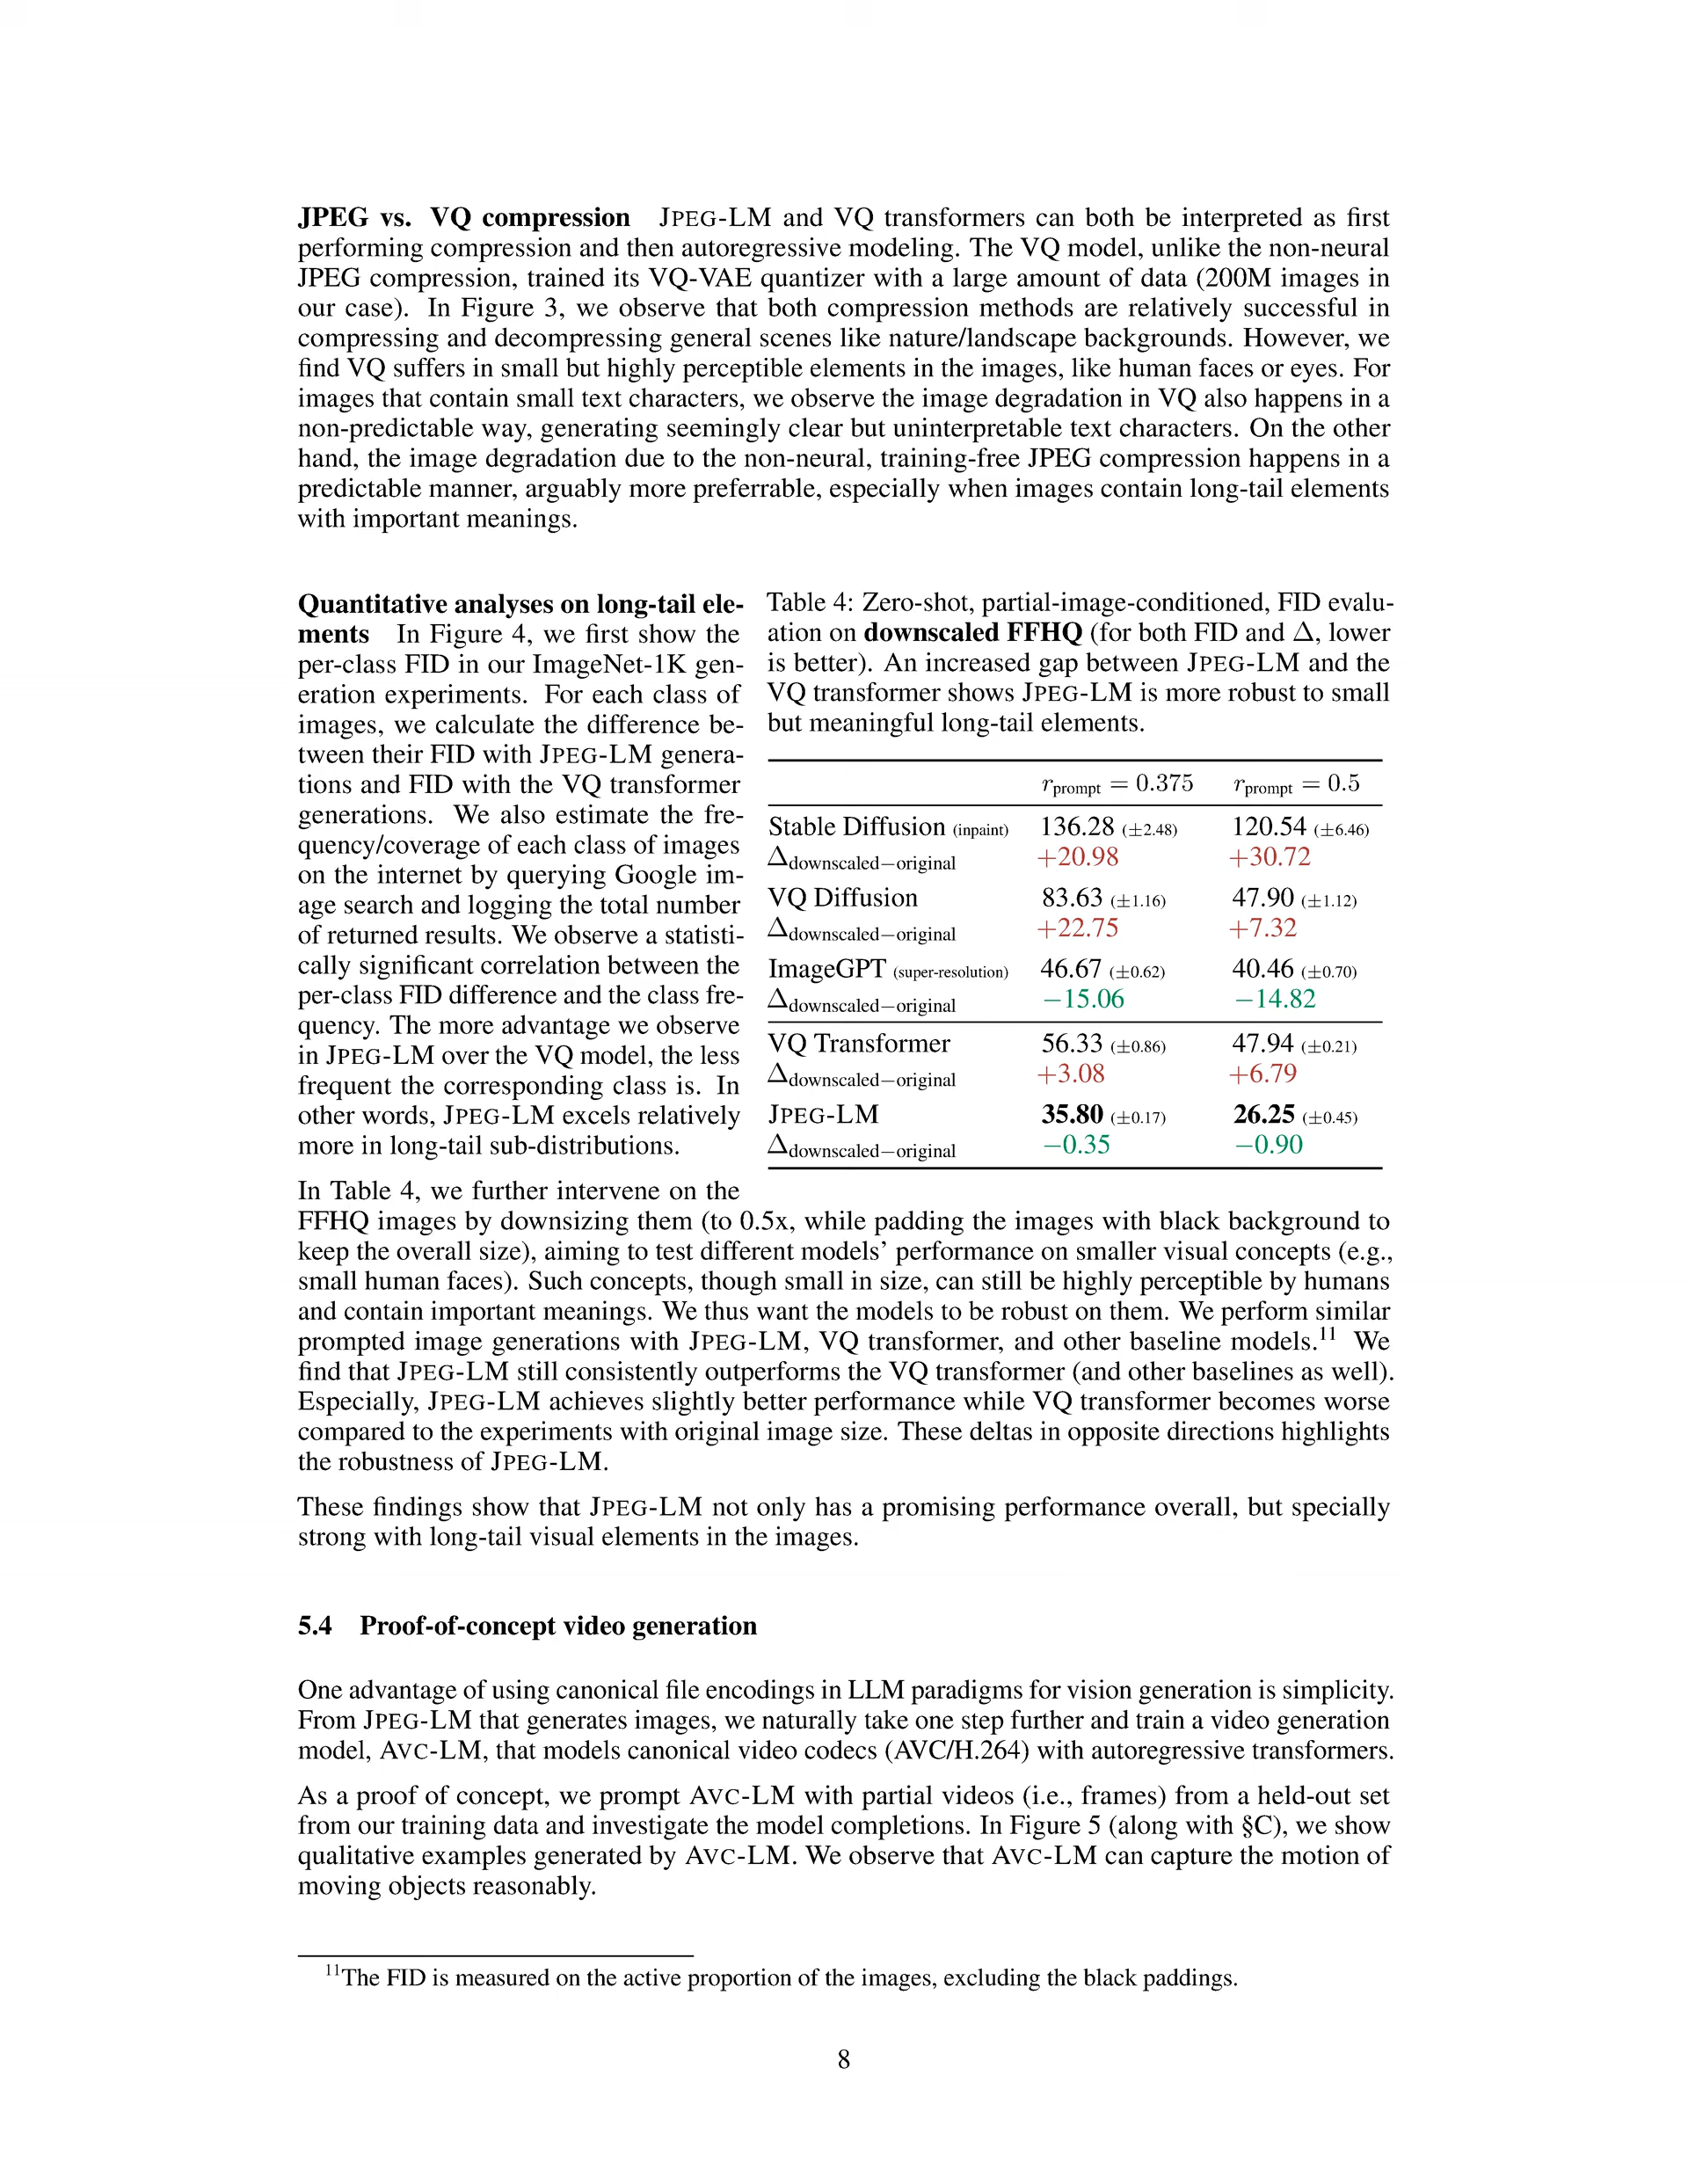 JPEG vs. VQ compression JPEG-LM and VQ transformers can both be interpreted as first
performing compression and then autoregressive modeling. The VQ model, unlike the non-neural
JPEG compression, trained its VQ-VAE quantizer with a large amount of data (200M images in
our case). In Figure 3, we observe that both compression methods are relatively successful in
compressing and decompressing general scenes like nature/landscape backgrounds. However, we
find VQ suffers in small but highly perceptible elements in the images, like human faces or eyes. For
images that contain small text characters, we observe the image degradation in VQ also happens in a
non-predictable way, generating seemingly clear but uninterpretable text characters. On the other
hand, the image degradation due to the non-neural, training-free JPEG compression happens in a
predictable manner, arguably more preferrable, especially when images contain long-tail elements
with important meanings.
Quantitative analyses on long-tail ele-
ments In Figure 4, we first show the
per-class FID in our ImageNet-1K gen-
eration experiments. For each class of
images, we calculate the difference be-
tween their FID with JPEG-LM genera-
tions and FID with the VQ transformer
generations. We also estimate the fre-
quency/coverage of each class of images
on the internet by querying Google im-
age search and logging the total number
of returned results. We observe a statisti-
cally significant correlation between the
per-class FID difference and the class fre-
quency. The more advantage we observe
in JPEG-LM over the VQ model, the less
frequent the corresponding class is. In
other words, JPEG-LM excels relatively
more in long-tail sub-distributions.
Table 4: Zero-shot, partial-image-conditioned, FID evalu-
ation on downscaled FFHQ (for both FID and Δ, lower
is better). An increased gap between JPEG-LM and the
VQ transformer shows JPEG-LM is more robust to small
but meaningful long-tail elements.
r_prompt = 0.375 r_prompt = 0.5
Stable Diffusion (inpaint) 136.28 (±2.48) 120.54 (±6.46)
Δdownscaled−original +20.98 +30.72
VQ Diffusion 83.63 (±1.16) 47.90 (±1.12)
Δdownscaled−original +22.75 +7.32
ImageGPT (super-resolution) 46.67 (±0.62) 40.46 (±0.70)
Δdownscaled−original −15.06 −14.82
VQ Transformer 56.33 (±0.86) 47.94 (±0.21)
Δdownscaled−original +3.08 +6.79
JPEG-LM 35.80 (±0.17) 26.25 (±0.45)
Δdownscaled−original −0.35 −0.90
In Table 4, we further intervene on the
FFHQ images by downsizing them (to 0.5x, while padding the images with black background to
keep the overall size), aiming to test different models' performance on smaller visual concepts (e.g.,
small human faces). Such concepts, though small in size, can still be highly perceptible by humans
and contain important meanings. We thus want the models to be robust on them. We perform similar
prompted image generations with JPEG-LM, VQ transformer, and other baseline models.11 We
find that JPEG-LM still consistently outperforms the VQ transformer (and other baselines as well).
Especially, JPEG-LM achieves slightly better performance while VQ transformer becomes worse
compared to the experiments with original image size. These deltas in opposite directions highlights
the robustness of JPEG-LM.
These findings show that JPEG-LM not only has a promising performance overall, but specially
strong with long-tail visual elements in the images.
5.4 Proof-of-concept video generation
One advantage of using canonical file encodings in LLM paradigms for vision generation is simplicity.
From JPEG-LM that generates images, we naturally take one step further and train a video generation
model, AVC-LM, that models canonical video codecs (AVC/H.264) with autoregressive transformers.
As a proof of concept, we prompt AVC-LM with partial videos (i.e., frames) from a held-out set
from our training data and investigate the model completions. In Figure 5 (along with §C), we show
qualitative examples generated by AVC-LM. We observe that AVC-LM can capture the motion of
moving objects reasonably.
11The FID is measured on the active proportion of the images, excluding the black paddings.
8